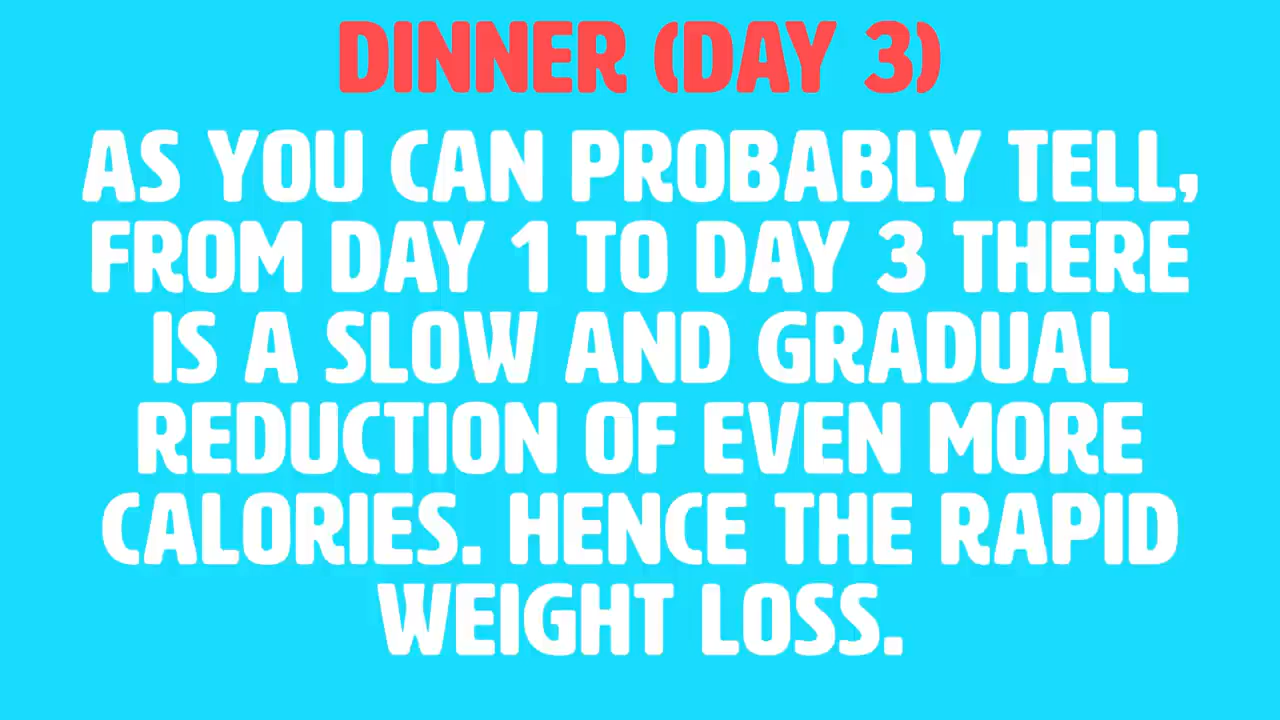 DINNER (DAY 3)
AS YOU CAN PROBABLY TELL,
FROM DAY 1 TO DAY 3 THERE
IS A SLOW AND GRADUAL
REDUCTION OF EVEN MORE
CALORIES. HENCE THE RAPID
WEIGHT LOSS.